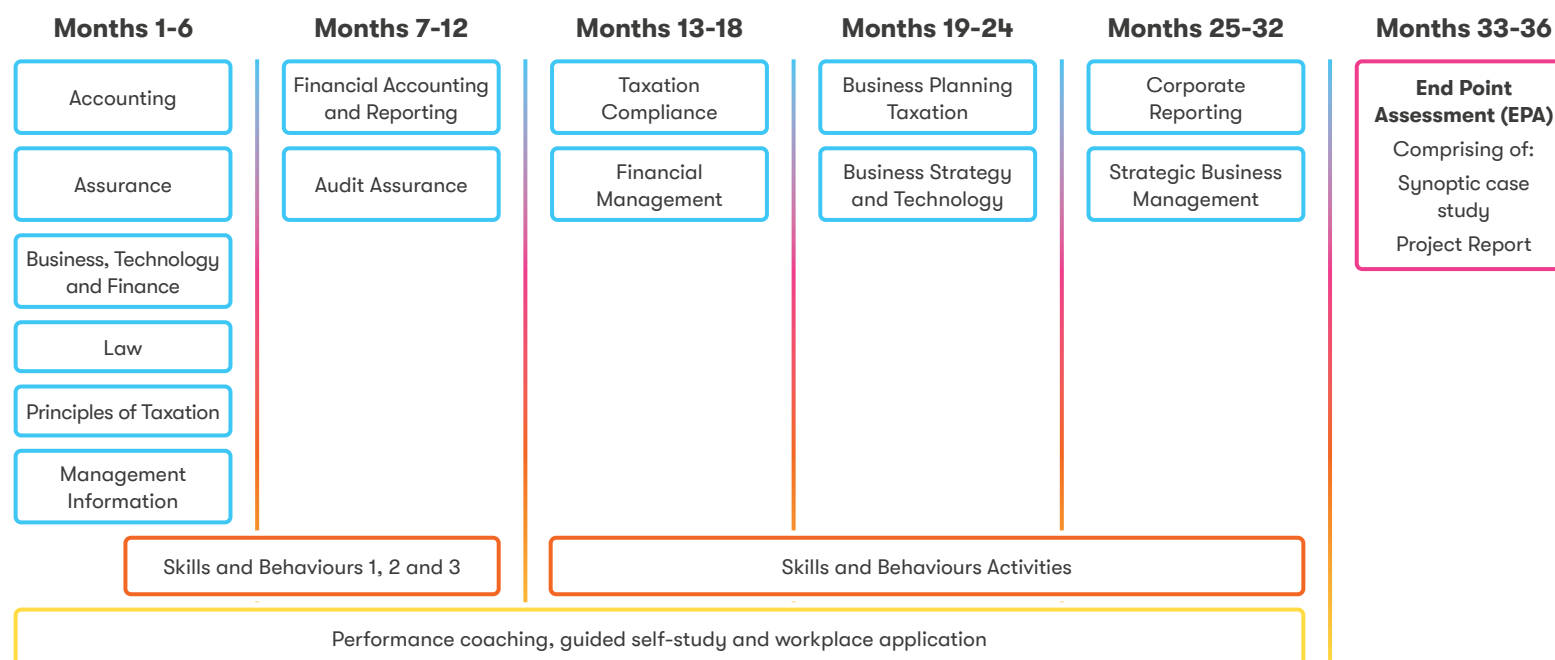 Months 1-6
Accounting
Assurance
Business, Technology
and Finance
Law
Principles of Taxation
Management
Information
Months 7-12
Financial Accounting
and Reporting
Audit Assurance
Months 13-18
Taxation
Compliance
Financial
Management
Months 19-24
Business Planning
Taxation
Business Strategy
and Technology
Months 25-32
Corporate
Reporting
Strategic Business
Management
Months 33-36
End Point
Assessment (EPA)
Comprising of:
Synoptic case
study
Project Report
Skills and Behaviours 1, 2 and 3
Skills and Behaviours Activities
Performance coaching, guided self-study and workplace application